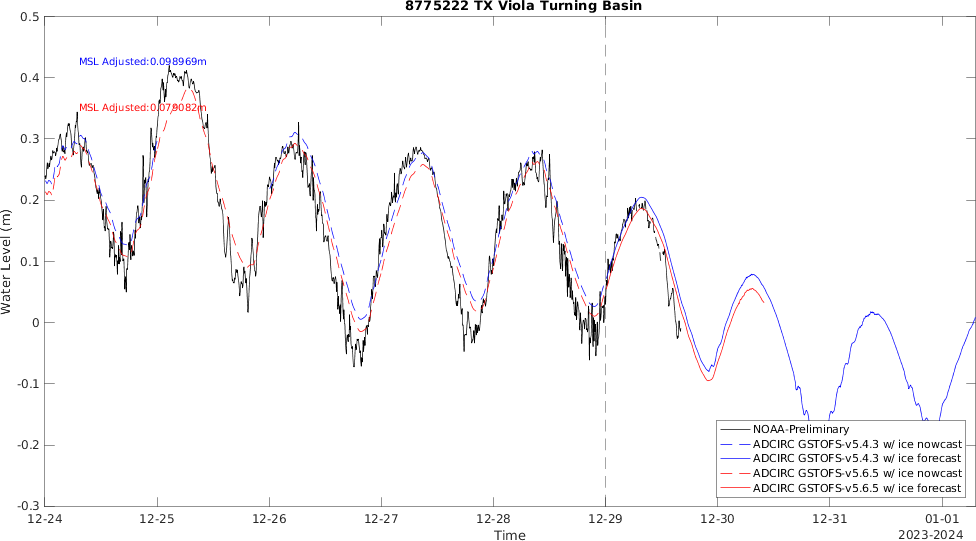 8775222 TX Viola Turning Basin
0.5
0.4
0.3
0.2
0.1
0
-0.1
-0.2
-0.3
Water Level (m)
MSL Adjusted:0.098969m
MSL Adjusted:0.079082m
NOAA-Preliminary
ADCIRC GSTOFS-v5.4.3 w/ ice nowcast
ADCIRC GSTOFS-v5.4.3 w/ ice forecast
ADCIRC GSTOFS-v5.6.5 w/ ice nowcast
ADCIRC GSTOFS-v5.6.5 w/ ice forecast
12-24 12-25 12-26 12-27 12-28 12-29 12-30 12-31 01-01
Time
2023-2024